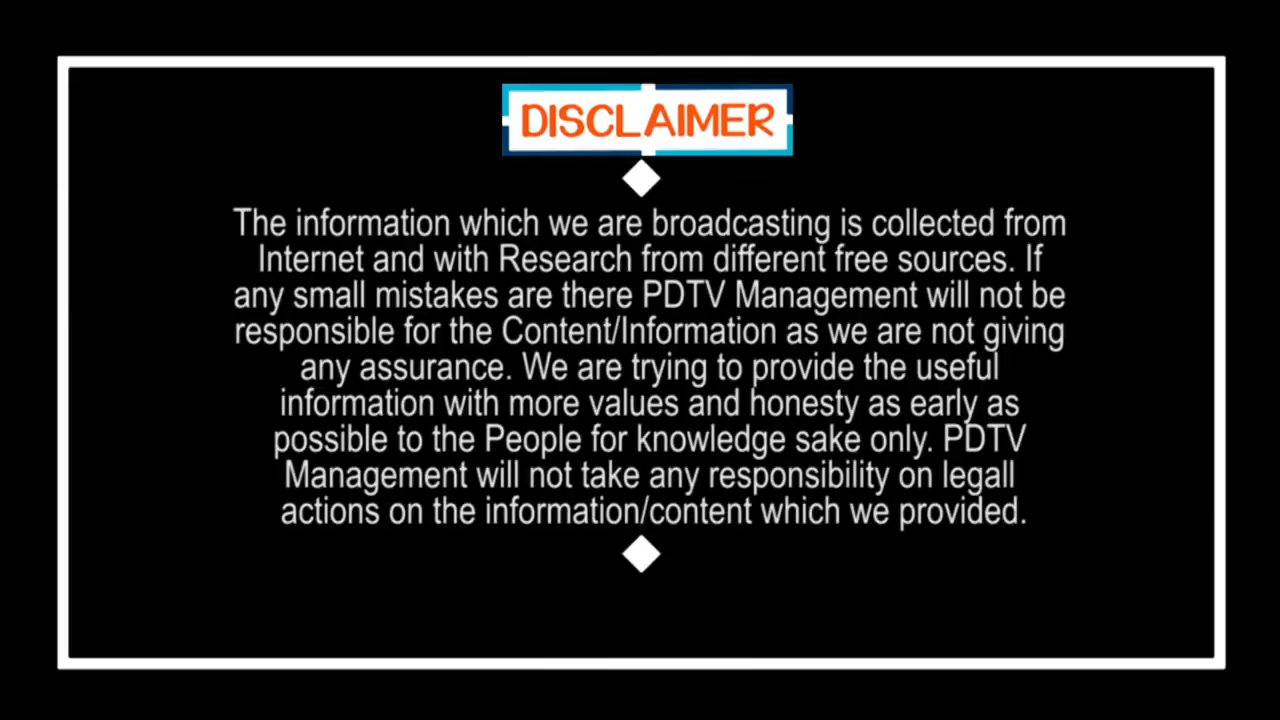 DISCLAIMER
The information which we are broadcasting is collected from
Internet and with Research from different free sources. If
any small mistakes are there PDTV Management will not be
responsible for the Content/Information as we are not giving
any assurance. We are trying to provide the useful
information with more values and honesty as early as
possible to the People for knowledge sake only. PDTV
Management will not take any responsibility on legall
actions on the information/content which we provided.